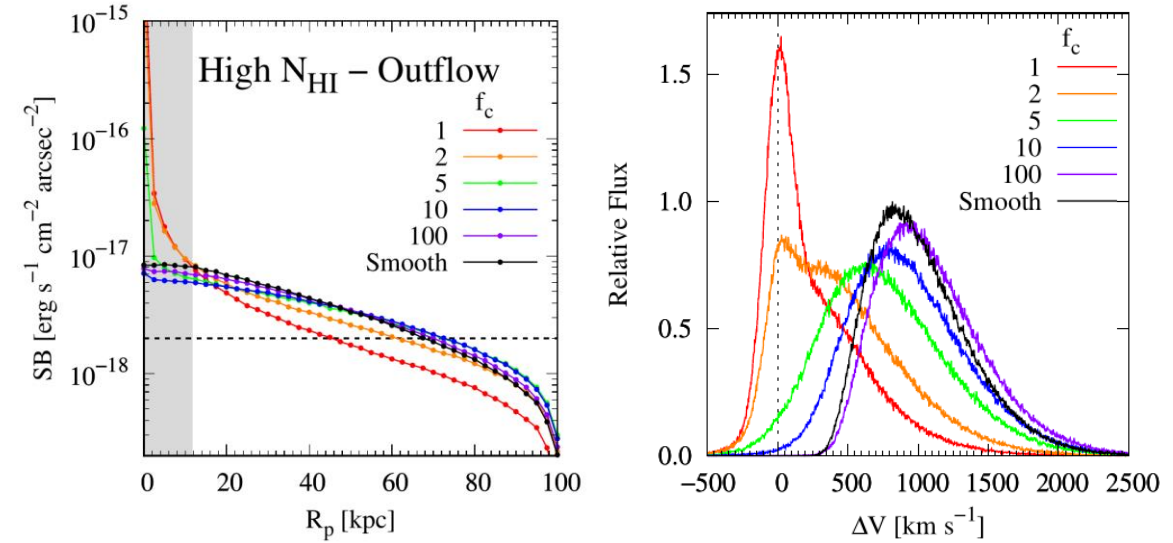 High N_HI − Outflow
f_c
1
2
5
10
100
Smooth
10^−15
10^−16
10^−17
10^−18
SB [erg s^−1 cm^−2 arcsec^−2]
0 20 40 60 80 100
R_p [kpc]
f_c
1
2
5
10
100
Smooth
1.5
1.0
0.5
0.0
Relative Flux
−500 0 500 1000 1500 2000 2500
ΔV [km s^−1]